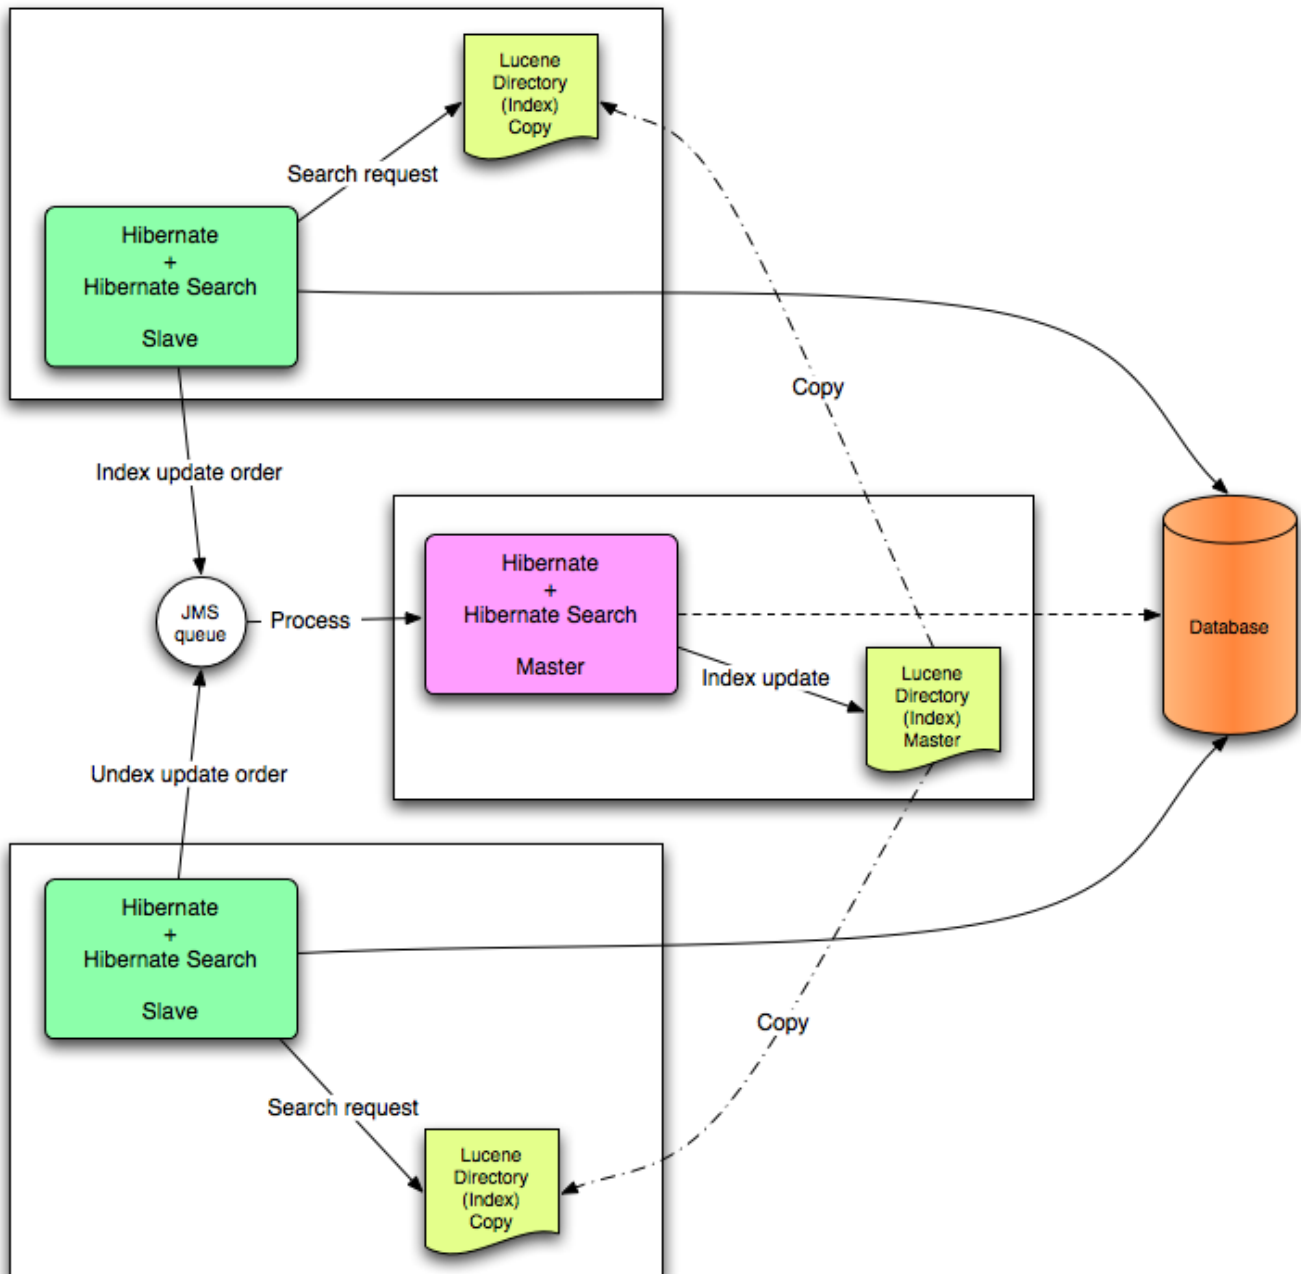 Lucene
Directory
(Index)
Copy
Search request
Hibernate
+
Hibernate Search
Slave
Copy
Index update order
Hibernate
+
Hibernate Search
Master
JMS
queue
Process
Index update
Lucene
Directory
(Index)
Master
Database
Undex update order
Hibernate
+
Hibernate Search
Slave
Copy
Search request
Lucene
Directory
(Index)
Copy